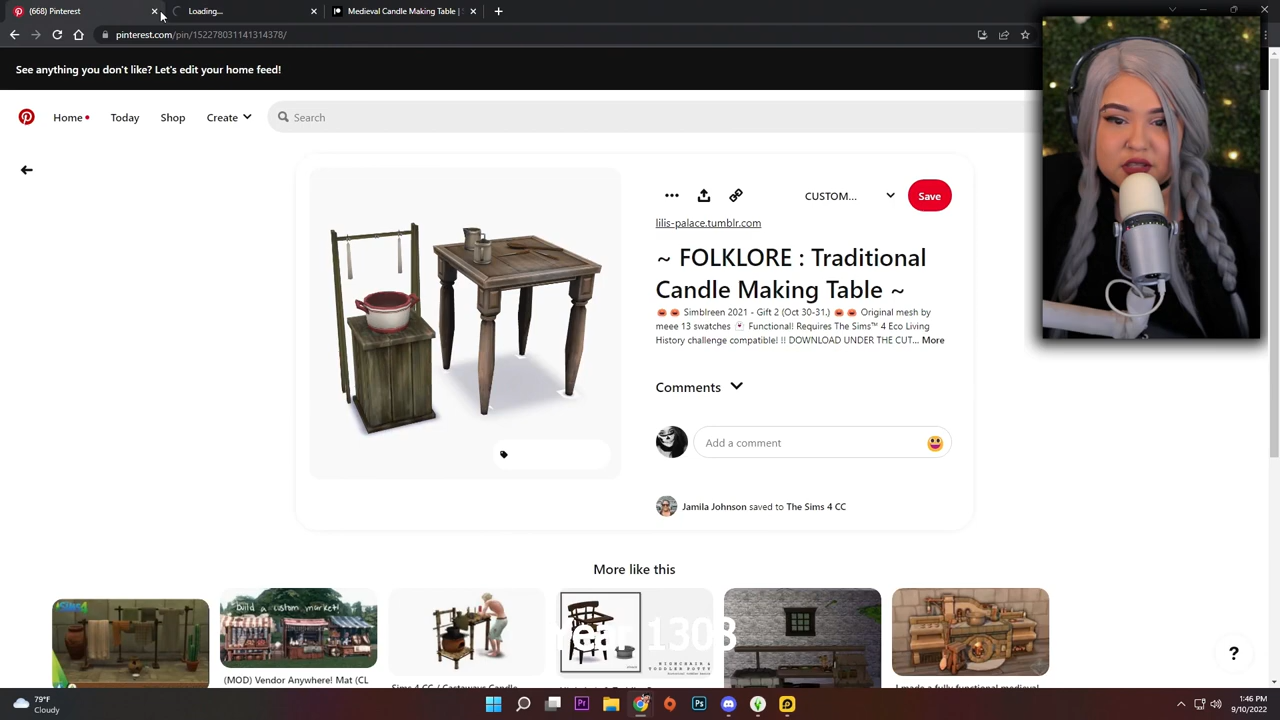 (668) Pinterest
Loading...
Medieval Candle Making Table |
pinterest.com/pin/152278031141314378/
See anything you don't like? Let's edit your home feed!
Home
Today
Shop
Create
Search
CUSTOM...
Save
lilis-palace.tumblr.com
~ FOLKLORE : Traditional
Candle Making Table ~
Simblreen 2021 - Gift 2 (Oct 30-31.) Original mesh by
meee 13 swatches Functional! Requires The Sims™ 4 Eco Living
History challenge compatible! !! DOWNLOAD UNDER THE CUT... More
Comments
Add a comment
Jamila Johnson saved to The Sims 4 CC
More like this
build a custom market!
year 1303
HIGHCHAIR &
(MOD) Vendor Anywhere! Mat (CL
?
79°F
Cloudy
1:46 PM
9/10/2022